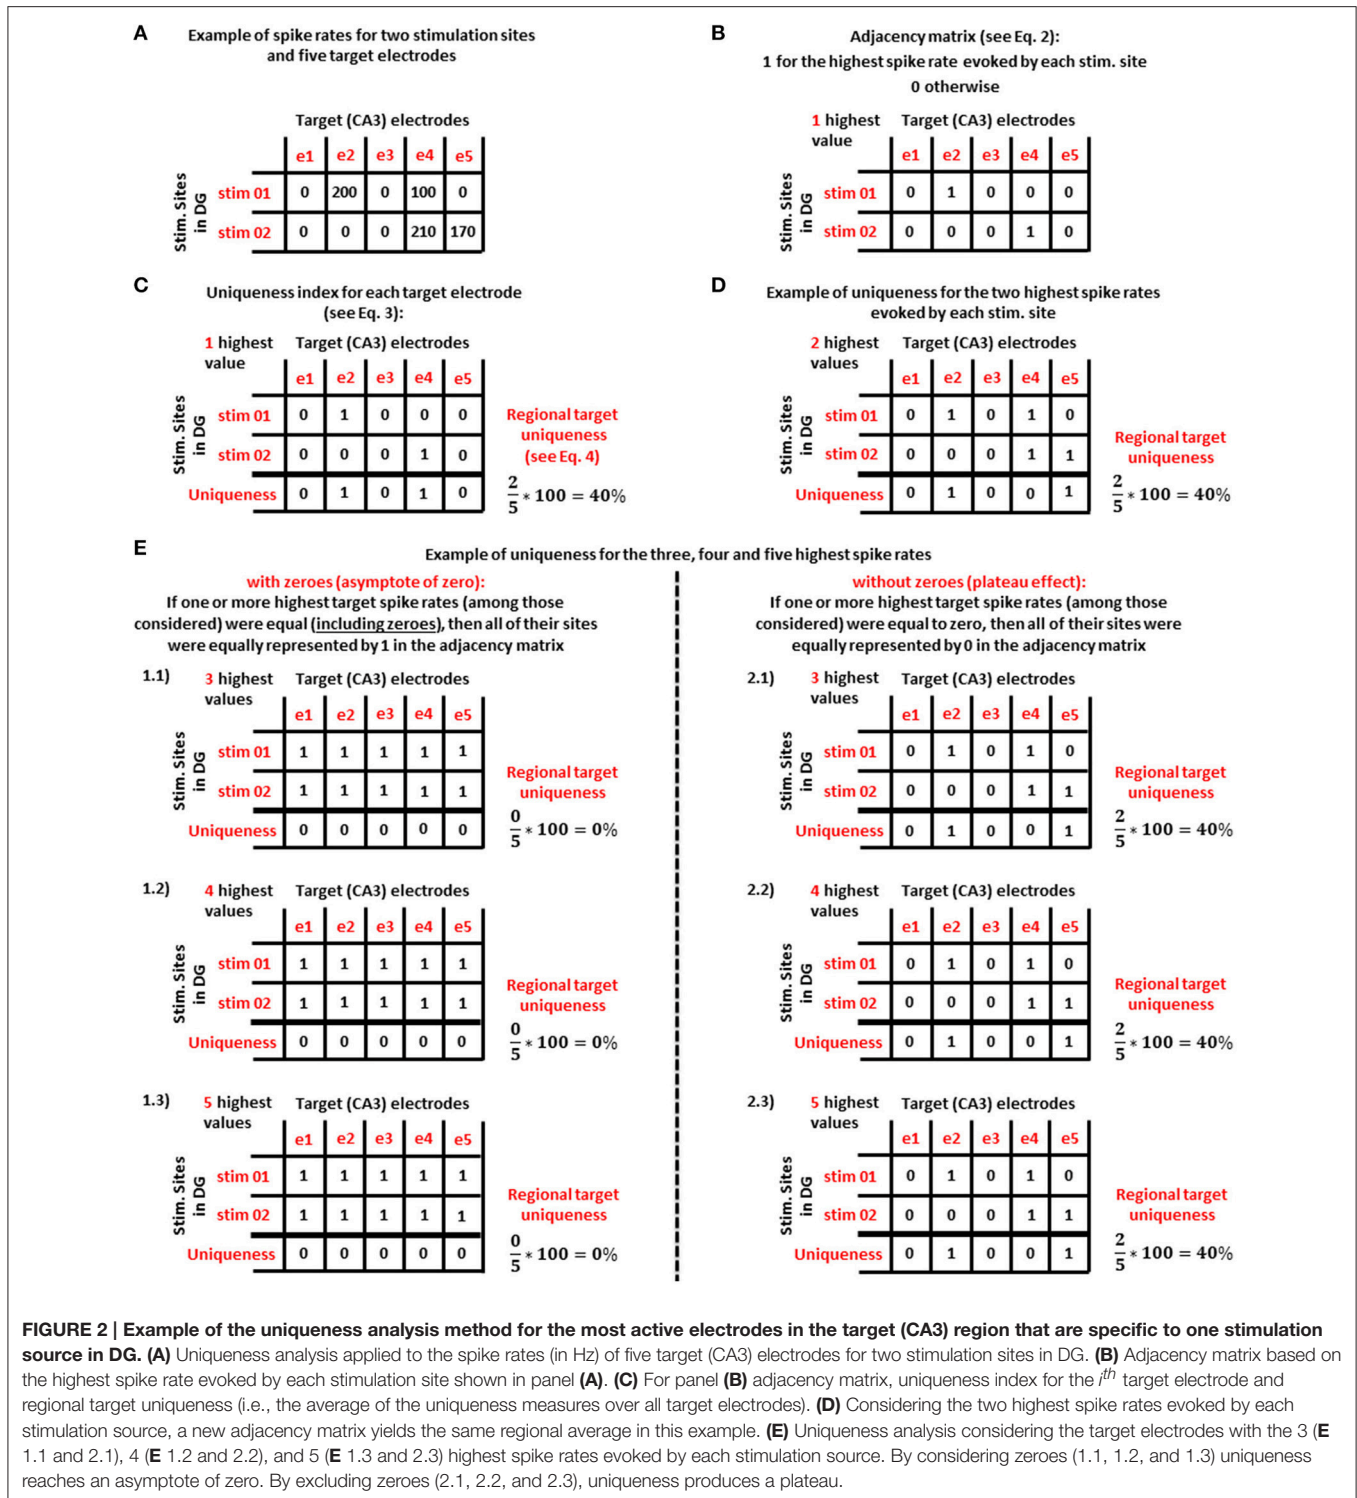 A
Example of spike rates for two stimulation sites
and five target electrodes
Target (CA3) electrodes
e1 e2 e3 e4 e5
Stim. Sites
in DG
stim 01 0 200 0 100 0
stim 02 0 0 0 210 170
B
Adjacency matrix (see Eq. 2):
1 for the highest spike rate evoked by each stim. site
0 otherwise
1 highest
value
Target (CA3) electrodes
e1 e2 e3 e4 e5
Stim. Sites
in DG
stim 01 0 1 0 0 0
stim 02 0 0 0 1 0
C
Uniqueness index for each target electrode
(see Eq. 3):
1 highest
value
Target (CA3) electrodes
e1 e2 e3 e4 e5
Stim. Sites
in DG
stim 01 0 1 0 0 0
stim 02 0 0 0 1 0
Uniqueness 0 1 0 1 0
Regional target
uniqueness
(see Eq. 4)
2/5 * 100 = 40%
D
Example of uniqueness for the two highest spike rates
evoked by each stim. site
2 highest
values
Target (CA3) electrodes
e1 e2 e3 e4 e5
Stim. Sites
in DG
stim 01 0 1 0 1 0
stim 02 0 0 0 1 1
Uniqueness 0 1 0 0 1
Regional target
uniqueness
2/5 * 100 = 40%
E
Example of uniqueness for the three, four and five highest spike rates
with zeroes (asymptote of zero):
If one or more highest target spike rates (among those
considered) were equal (including zeroes), then all of their sites
were equally represented by 1 in the adjacency matrix
1.1)
3 highest
values
Target (CA3) electrodes
e1 e2 e3 e4 e5
Stim. Sites
in DG
stim 01 1 1 1 1 1
stim 02 1 1 1 1 1
Uniqueness 0 0 0 0 0
Regional target
uniqueness
0/5 * 100 = 0%
1.2)
4 highest
values
Target (CA3) electrodes
e1 e2 e3 e4 e5
Stim. Sites
in DG
stim 01 1 1 1 1 1
stim 02 1 1 1 1 1
Uniqueness 0 0 0 0 0
Regional target
uniqueness
0/5 * 100 = 0%
1.3)
5 highest
values
Target (CA3) electrodes
e1 e2 e3 e4 e5
Stim. Sites
in DG
stim 01 1 1 1 1 1
stim 02 1 1 1 1 1
Uniqueness 0 0 0 0 0
Regional target
uniqueness
0/5 * 100 = 0%
without zeroes (plateau effect):
If one or more highest target spike rates (among those
considered) were equal to zero, then all of their sites were
equally represented by 0 in the adjacency matrix
2.1)
3 highest
values
Target (CA3) electrodes
e1 e2 e3 e4 e5
Stim. Sites
in DG
stim 01 0 1 0 1 0
stim 02 0 0 0 1 1
Uniqueness 0 1 0 0 1
Regional target
uniqueness
2/5 * 100 = 40%
2.2)
4 highest
values
Target (CA3) electrodes
e1 e2 e3 e4 e5
Stim. Sites
in DG
stim 01 0 1 0 1 0
stim 02 0 0 0 1 1
Uniqueness 0 1 0 0 1
Regional target
uniqueness
2/5 * 100 = 40%
2.3)
5 highest
values
Target (CA3) electrodes
e1 e2 e3 e4 e5
Stim. Sites
in DG
stim 01 0 1 0 1 0
stim 02 0 0 0 1 1
Uniqueness 0 1 0 0 1
Regional target
uniqueness
2/5 * 100 = 40%
FIGURE 2 | Example of the uniqueness analysis method for the most active electrodes in the target (CA3) region that are specific to one stimulation
source in DG. (A) Uniqueness analysis applied to the spike rates (in Hz) of five target (CA3) electrodes for two stimulation sites in DG. (B) Adjacency matrix based on
the highest spike rate evoked by each stimulation site shown in panel (A). (C) For panel (B) adjacency matrix, uniqueness index for the ith target electrode and
regional target uniqueness (i.e., the average of the uniqueness measures over all target electrodes). (D) Considering the two highest spike rates evoked by each
stimulation source, a new adjacency matrix yields the same regional average in this example. (E) Uniqueness analysis considering the target electrodes with the 3 (E
1.1 and 2.1), 4 (E 1.2 and 2.2), and 5 (E 1.3 and 2.3) highest spike rates evoked by each stimulation source. By considering zeroes (1.1, 1.2, and 1.3) uniqueness
reaches an asymptote of zero. By excluding zeroes (2.1, 2.2, and 2.3), uniqueness produces a plateau.